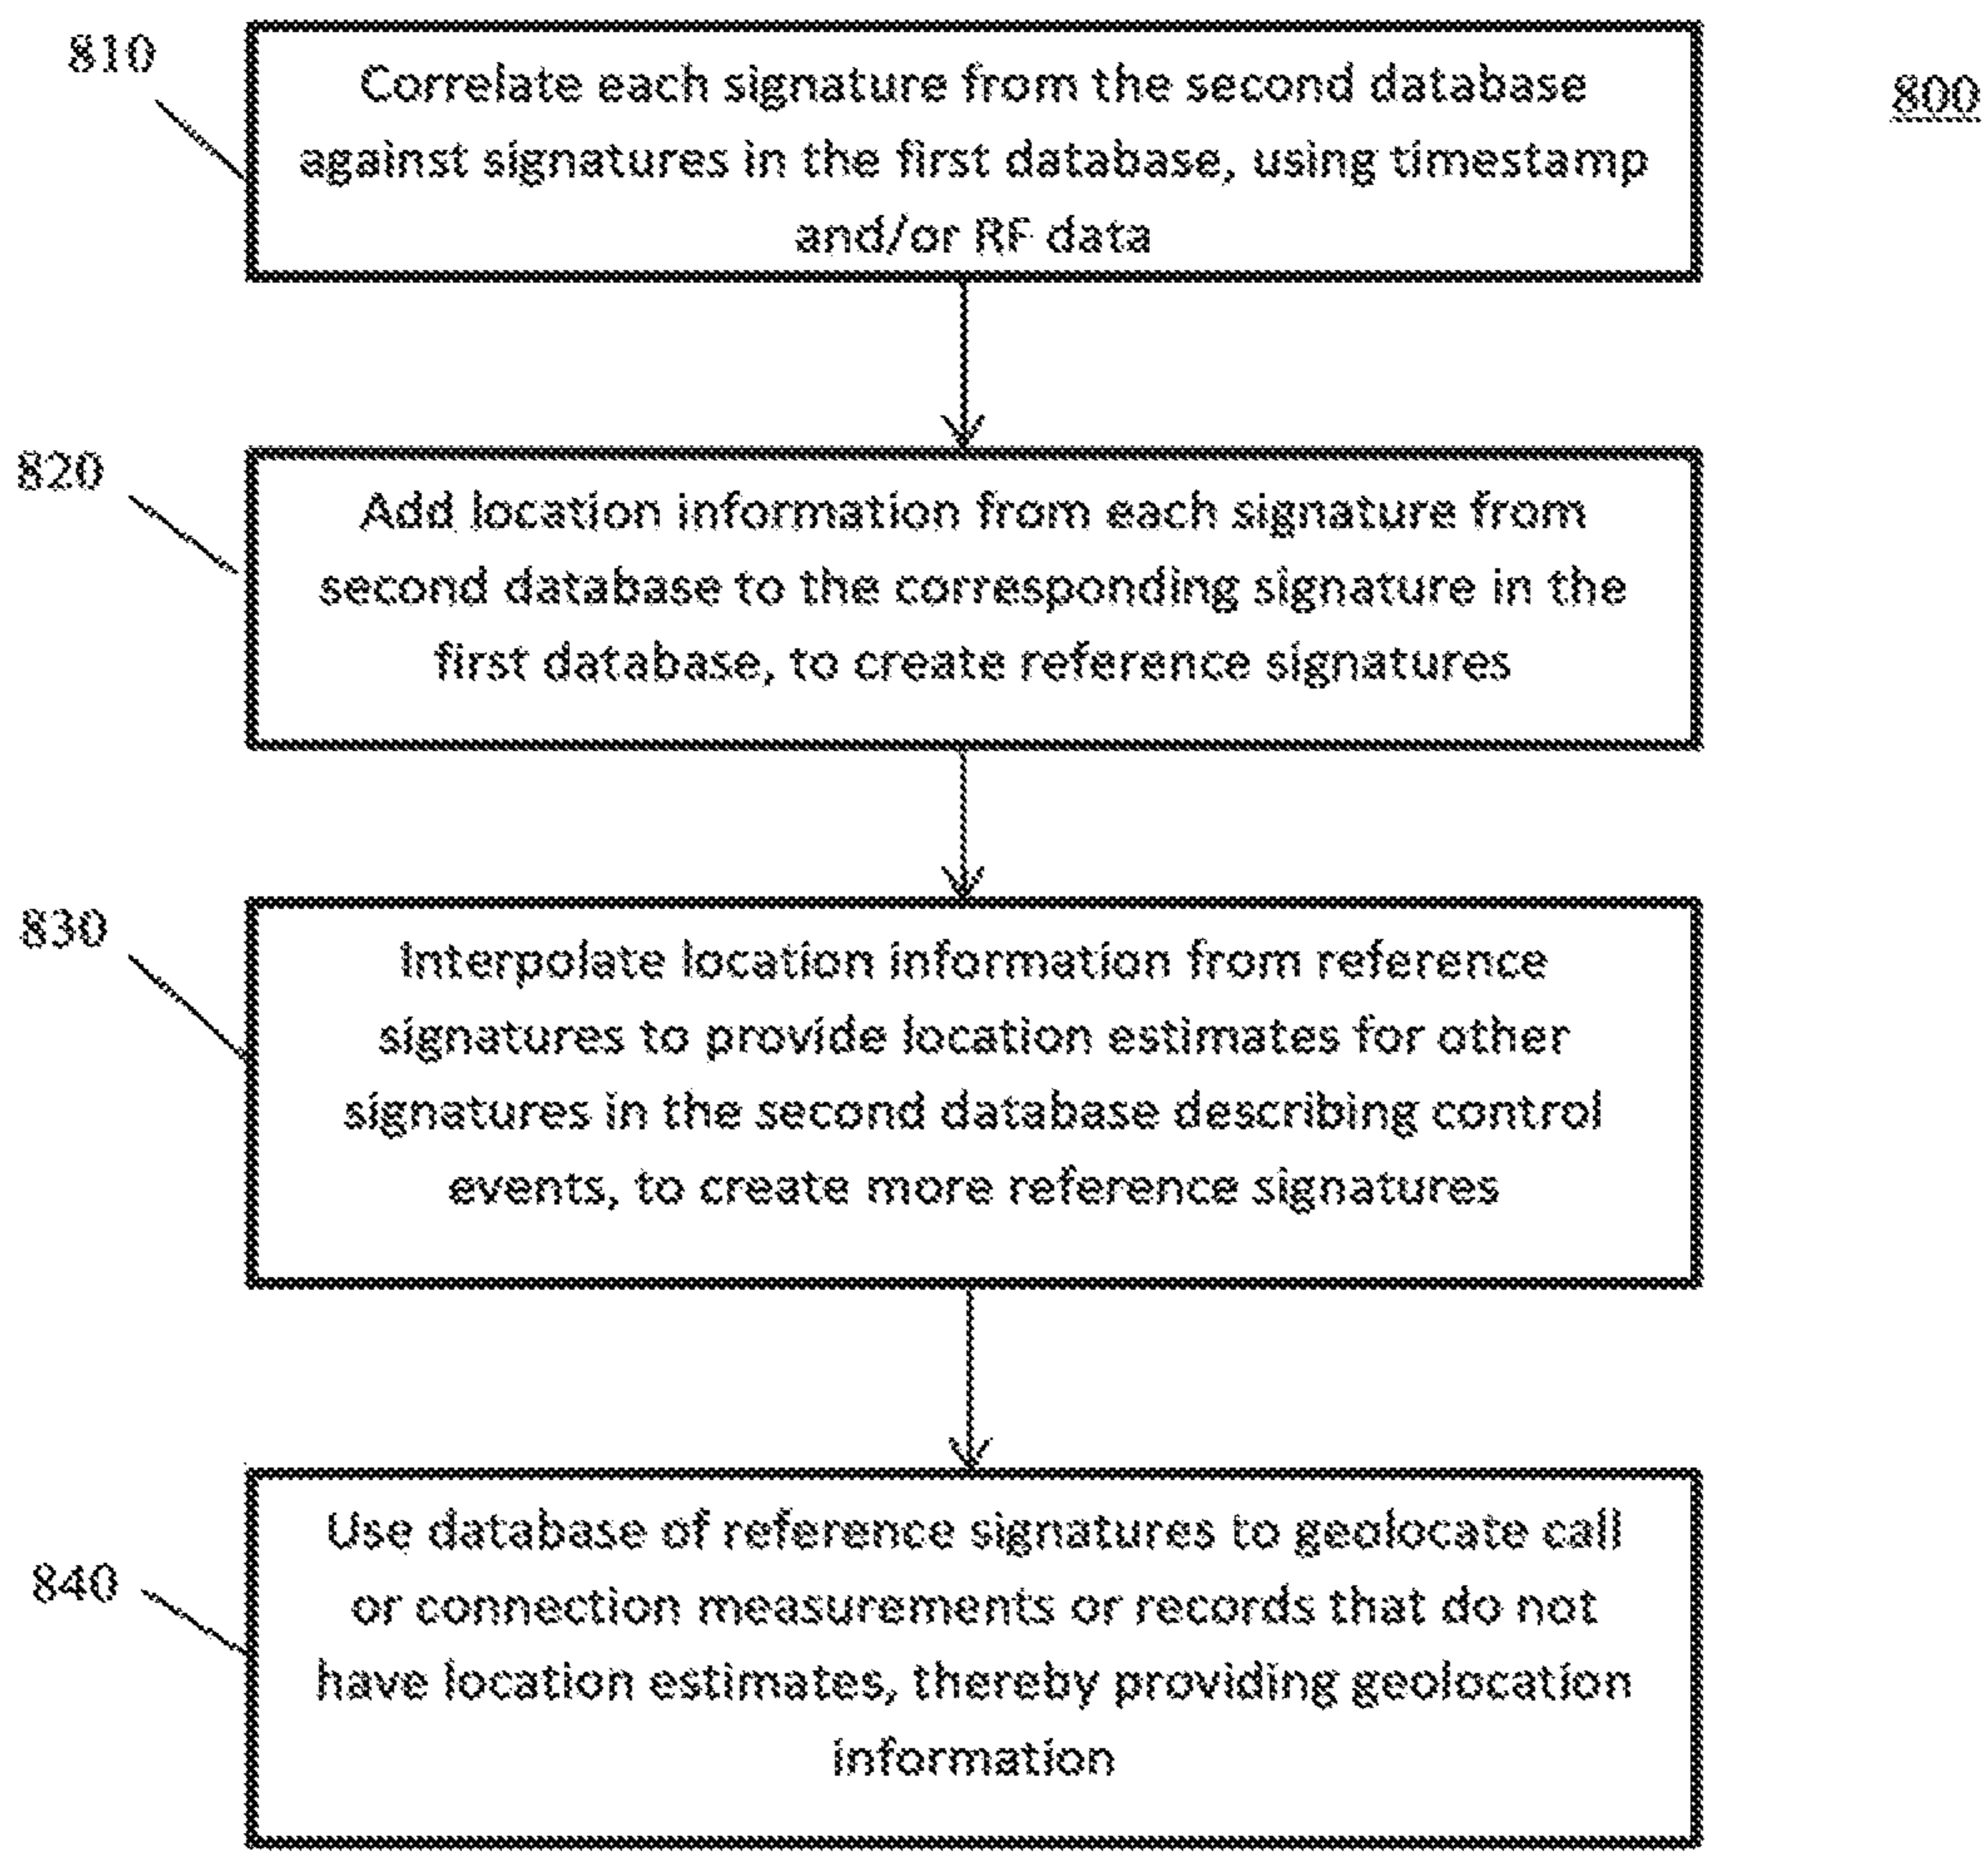 810
800
Correlate each signature from the second database
against signatures in the first database, using timestamp
and/or RF data
820
Add location information from each signature from
second database to the corresponding signature in the
first database, to create reference signatures
830
Interpolate location information from reference
signatures to provide location estimates for other
signatures in the second database describing control
events, to create more reference signatures
840
Use database of reference signatures to geolocate call
or connection measurements or records that do not
have location estimates, thereby providing geolocation
information